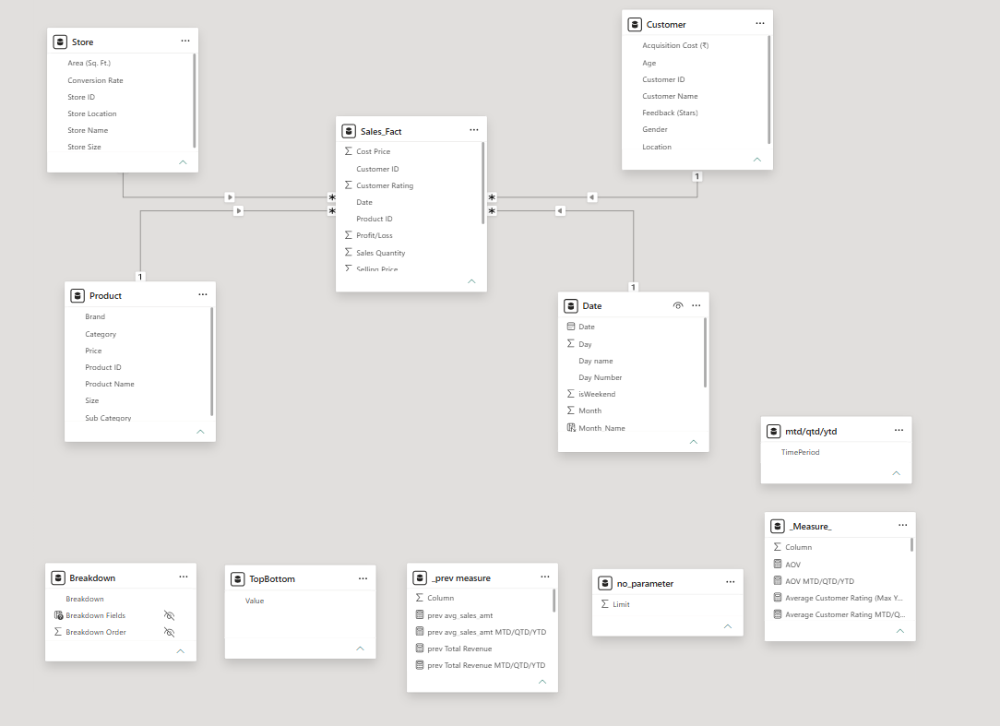 Store
Area (Sq. Ft.)
Conversion Rate
Store ID
Store Location
Store Name
Store Size
Customer
Acquisition Cost (₹)
Age
Customer ID
Customer Name
Feedback (Stars)
Gender
Location
Sales_Fact
Cost Price
Customer ID
Customer Rating
Date
Product ID
Profit/Loss
Sales Quantity
Selling Price
*
*
*
*
1
1
1
Product
Brand
Category
Price
Product ID
Product Name
Size
Sub Category
Date
Date
Day
Day name
Day Number
isWeekend
Month
Month_Name
mtd/qtd/ytd
TimePeriod
_Measure_
Column
AOV
AOV MTD/QTD/YTD
Average Customer Rating (Max Y...
Average Customer Rating MTD/Q...
Breakdown
Breakdown
Breakdown Fields
Breakdown Order
TopBottom
Value
_prev measure
Column
prev avg_sales_amt
prev avg_sales_amt MTD/QTD/YTD
prev Total Revenue
prev Total Revenue MTD/QTD/YTD
no_parameter
Limit